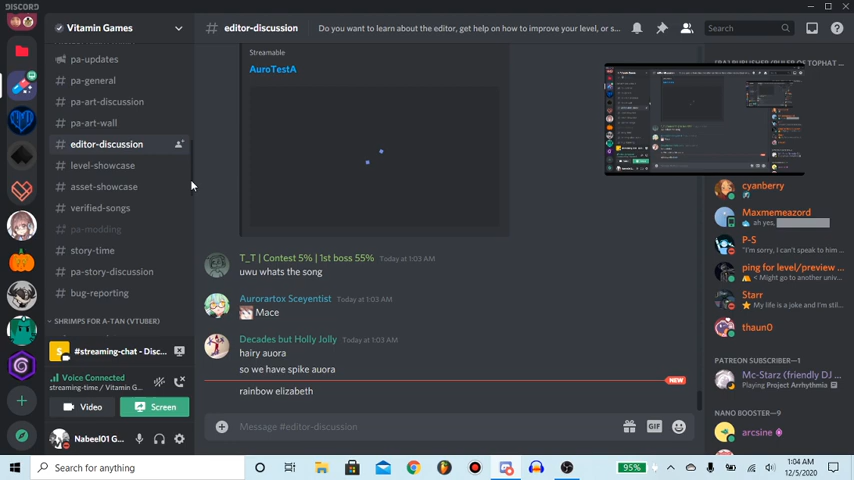 DISCORD
Vitamin Games
editor-discussion
Do you want to learn about the editor, get help on how to improve your level, or s...
Search
pa-updates
pa-general
pa-art-discussion
pa-art-wall
editor-discussion
level-showcase
asset-showcase
verified-songs
pa-modding
story-time
pa-story-discussion
bug-reporting
SHRIMPS FOR A-TAN (VTUBER)
#streaming-chat - Disc...
Voice Connected
streaming-time / Vitamin G...
Video
Screen
Nabeel01 G...
Streamable
AuroTestA
T_T | Contest 5% | 1st boss 55% Today at 1:03 AM
uwu whats the song
Aurorartox Sceyentist Today at 1:03 AM
Mace
Decades but Holly Jolly Today at 1:03 AM
hairy auora
so we have spike auora
NEW
rainbow elizabeth
Message #editor-discussion
GIF
cyanberry
Maxmemeazord
ah yes,
P-S
"I'm sorry, I can't speak to him...
ping for level/preview ...
< Might go to another univ...
Starr
My life is a joke and I'm stil...
thaun0
PATREON SUBSCRIBER—1
Mc-Starz (friendly DJ ...
Playing Project Arrhythmia
NANO BOOSTER—9
arcsine
Search for anything
95%
1:04 AM
12/5/2020